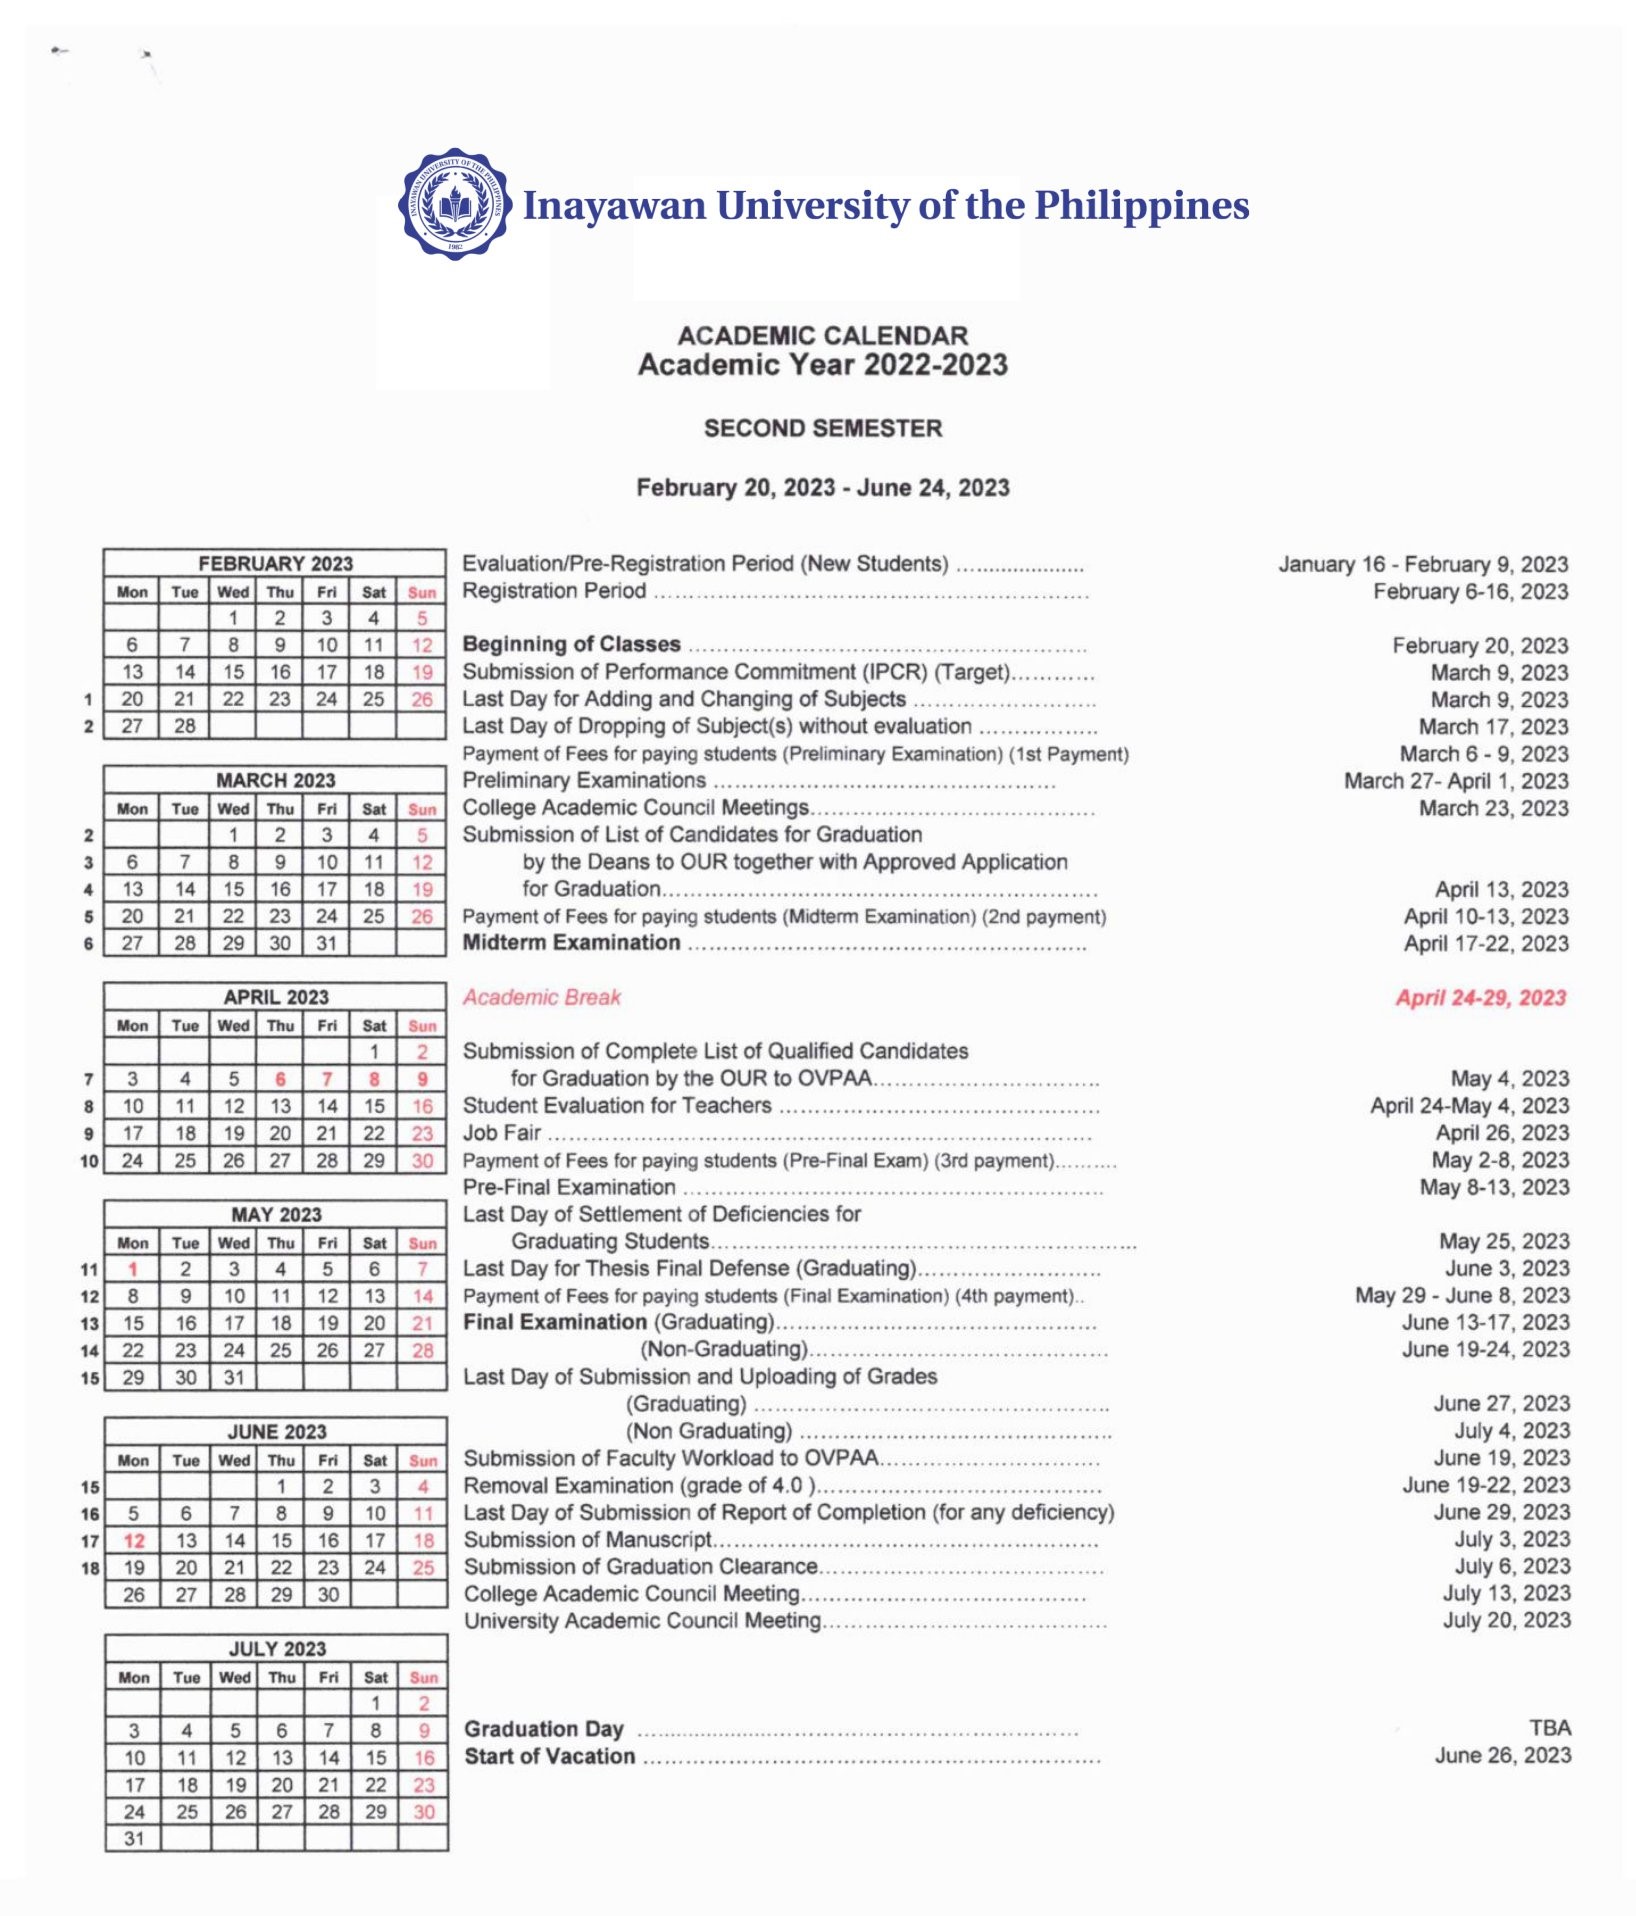 INAYAWAN UNIVERSITY OF THE PHILIPPINES
1982
Inayawan University of the Philippines
ACADEMIC CALENDAR
Academic Year 2022-2023
SECOND SEMESTER
February 20, 2023 - June 24, 2023
FEBRUARY 2023
Mon Tue Wed Thu Fri Sat Sun
1 2 3 4 5
6 7 8 9 10 11 12
13 14 15 16 17 18 19
1 20 21 22 23 24 25 26
2 27 28
MARCH 2023
Mon Tue Wed Thu Fri Sat Sun
2 1 2 3 4 5
3 6 7 8 9 10 11 12
4 13 14 15 16 17 18 19
5 20 21 22 23 24 25 26
6 27 28 29 30 31
APRIL 2023
Mon Tue Wed Thu Fri Sat Sun
1 2
7 3 4 5 6 7 8 9
8 10 11 12 13 14 15 16
9 17 18 19 20 21 22 23
10 24 25 26 27 28 29 30
MAY 2023
Mon Tue Wed Thu Fri Sat Sun
11 1 2 3 4 5 6 7
12 8 9 10 11 12 13 14
13 15 16 17 18 19 20 21
14 22 23 24 25 26 27 28
15 29 30 31
JUNE 2023
Mon Tue Wed Thu Fri Sat Sun
15 1 2 3 4
16 5 6 7 8 9 10 11
17 12 13 14 15 16 17 18
18 19 20 21 22 23 24 25
26 27 28 29 30
JULY 2023
Mon Tue Wed Thu Fri Sat Sun
1 2
3 4 5 6 7 8 9
10 11 12 13 14 15 16
17 18 19 20 21 22 23
24 25 26 27 28 29 30
31
Evaluation/Pre-Registration Period (New Students) ..................... January 16 - February 9, 2023
Registration Period ............................................................. February 6-16, 2023
Beginning of Classes ........................................................ February 20, 2023
Submission of Performance Commitment (IPCR) (Target)............ March 9, 2023
Last Day for Adding and Changing of Subjects .......................... March 9, 2023
Last Day of Dropping of Subject(s) without evaluation ................. March 17, 2023
Payment of Fees for paying students (Preliminary Examination) (1st Payment) March 6 - 9, 2023
Preliminary Examinations ................................................ March 27- April 1, 2023
College Academic Council Meetings........................................ March 23, 2023
Submission of List of Candidates for Graduation
by the Deans to OUR together with Approved Application
for Graduation............................................................. April 13, 2023
Payment of Fees for paying students (Midterm Examination) (2nd payment) April 10-13, 2023
Midterm Examination ........................................................ April 17-22, 2023
Academic Break April 24-29, 2023
Submission of Complete List of Qualified Candidates
for Graduation by the OUR to OVPAA................................ May 4, 2023
Student Evaluation for Teachers ............................................. April 24-May 4, 2023
Job Fair ............................................................................. April 26, 2023
Payment of Fees for paying students (Pre-Final Exam) (3rd payment).......... May 2-8, 2023
Pre-Final Examination ........................................................... May 8-13, 2023
Last Day of Settlement of Deficiencies for
Graduating Students............................................................ May 25, 2023
Last Day for Thesis Final Defense (Graduating).......................... June 3, 2023
Payment of Fees for paying students (Final Examination) (4th payment).. May 29 - June 8, 2023
Final Examination (Graduating)............................................. June 13-17, 2023
(Non-Graduating).......................................... June 19-24, 2023
Last Day of Submission and Uploading of Grades
(Graduating) .................................................. June 27, 2023
(Non Graduating) ............................................ July 4, 2023
Submission of Faculty Workload to OVPAA............................... June 19, 2023
Removal Examination (grade of 4.0 )........................................ June 19-22, 2023
Last Day of Submission of Report of Completion (for any deficiency) June 29, 2023
Submission of Manuscript...................................................... July 3, 2023
Submission of Graduation Clearance........................................ July 6, 2023
College Academic Council Meeting........................................ July 13, 2023
University Academic Council Meeting........................................ July 20, 2023
Graduation Day .............................................................. TBA
Start of Vacation ................................................................ June 26, 2023